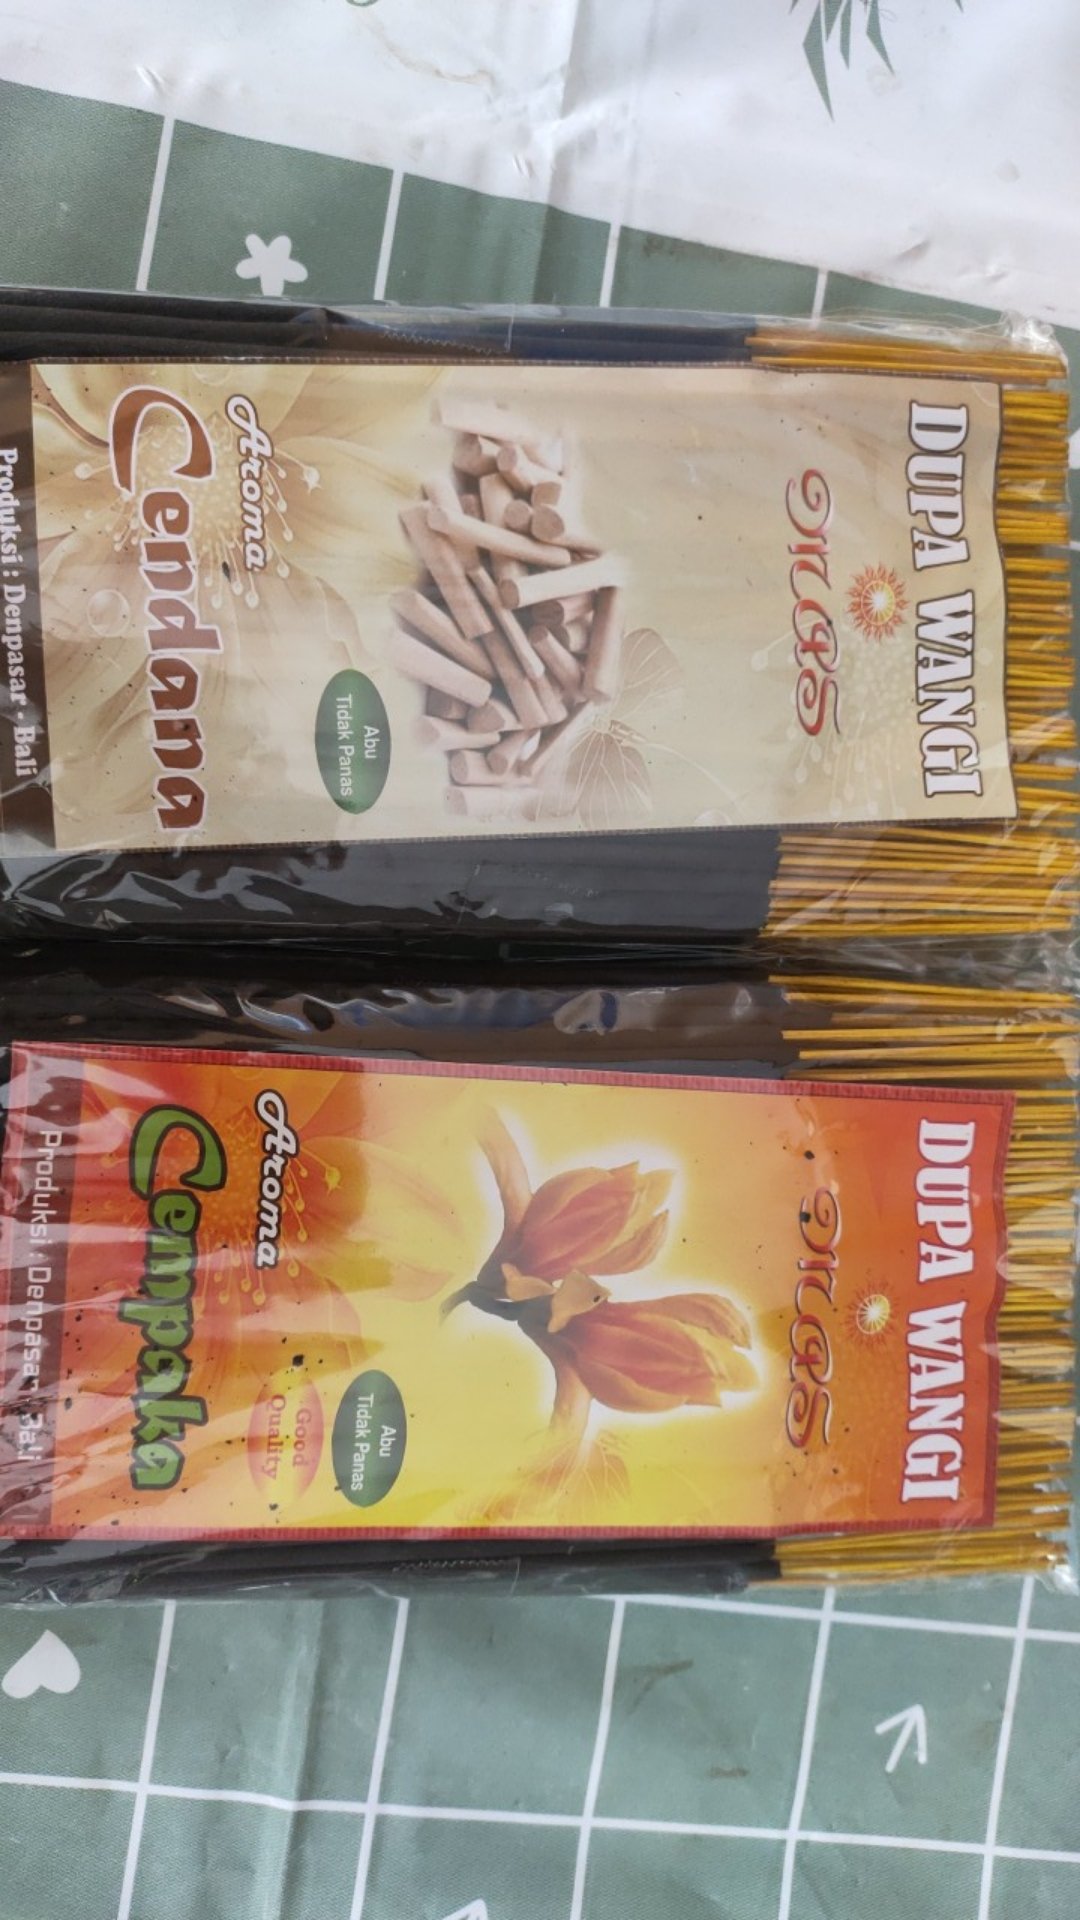 DUPA WANGI
Abu
Tidak Panas
Aroma
Cendana
Produksi : Denpasar - Bali
DUPA WANGI
Abu
Tidak Panas
Good
Quality
Aroma
Cempaka
Produksi : Denpasar - Bali